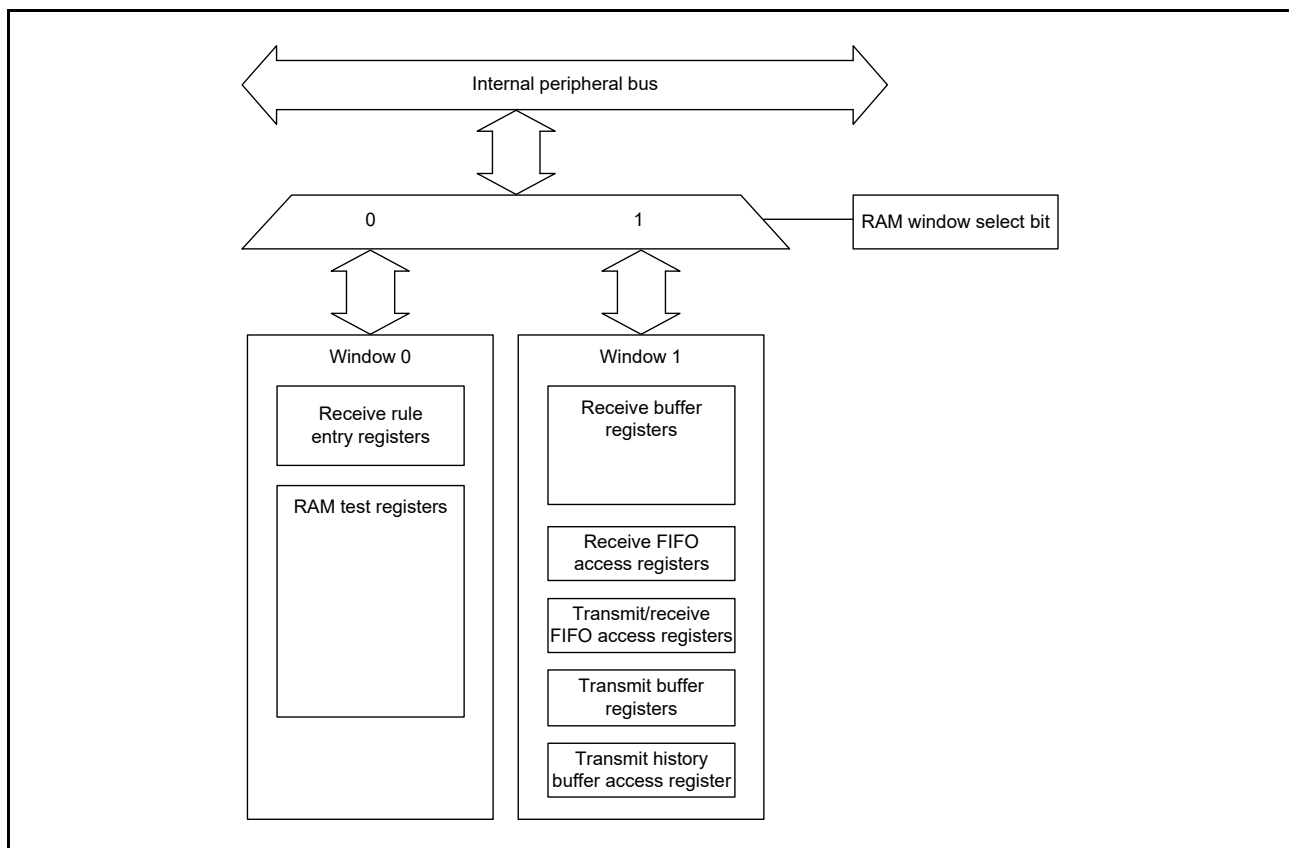 Internal peripheral bus
0
1
RAM window select bit
Window 0
Receive rule
entry registers
RAM test registers
Window 1
Receive buffer
registers
Receive FIFO
access registers
Transmit/receive
FIFO access registers
Transmit buffer
registers
Transmit history
buffer access register